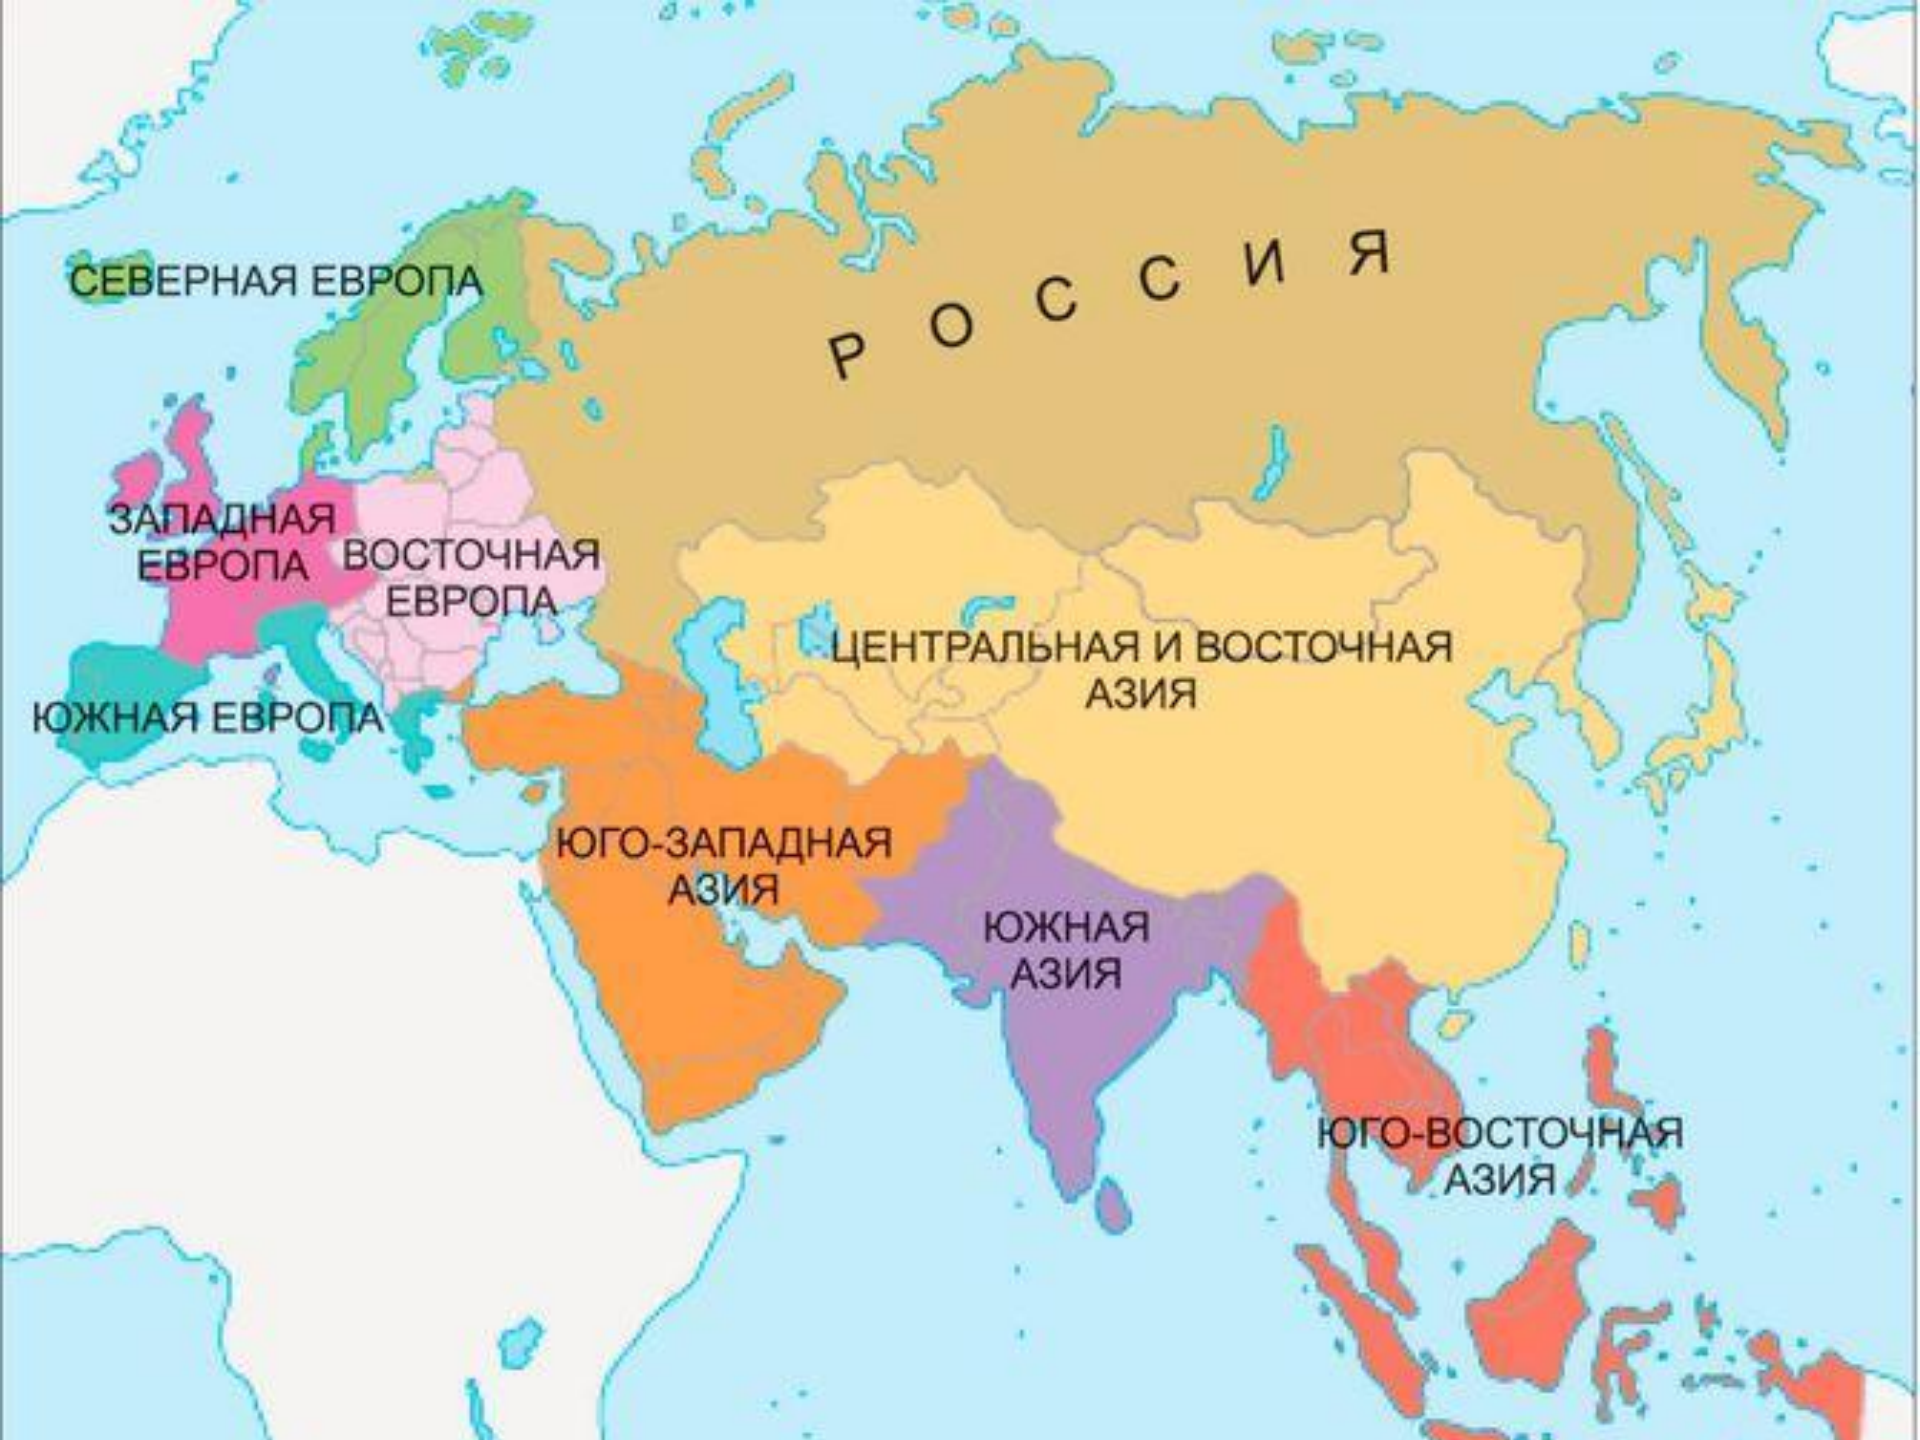 РОССИЯ
СЕВЕРНАЯ ЕВРОПА
ЗАПАДНАЯ
ЕВРОПА
ВОСТОЧНАЯ
ЕВРОПА
ЮЖНАЯ ЕВРОПА
ЦЕНТРАЛЬНАЯ И ВОСТОЧНАЯ
АЗИЯ
ЮГО-ЗАПАДНАЯ
АЗИЯ
ЮЖНАЯ
АЗИЯ
ЮГО-ВОСТОЧНАЯ
АЗИЯ